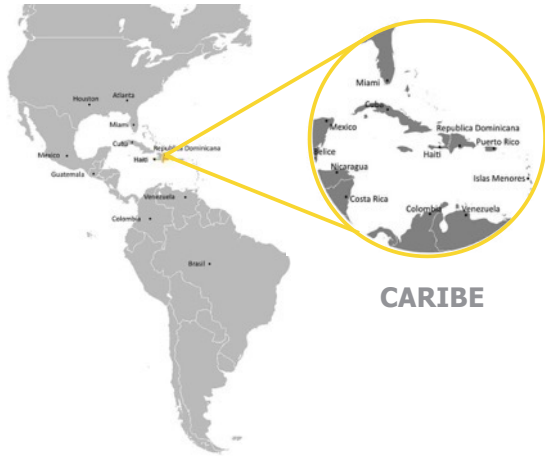 Houston
Atlanta
Miami
Cuba
Republica Dominicana
Haiti
Mexico
Guatemala
Venezuela
Colombia
Brasil
Miami
Cuba
Mexico
Republica Dominicana
Puerto Rico
Haiti
Belice
Nicaragua
Islas Menores
Costa Rica
Colombia
Venezuela
CARIBE